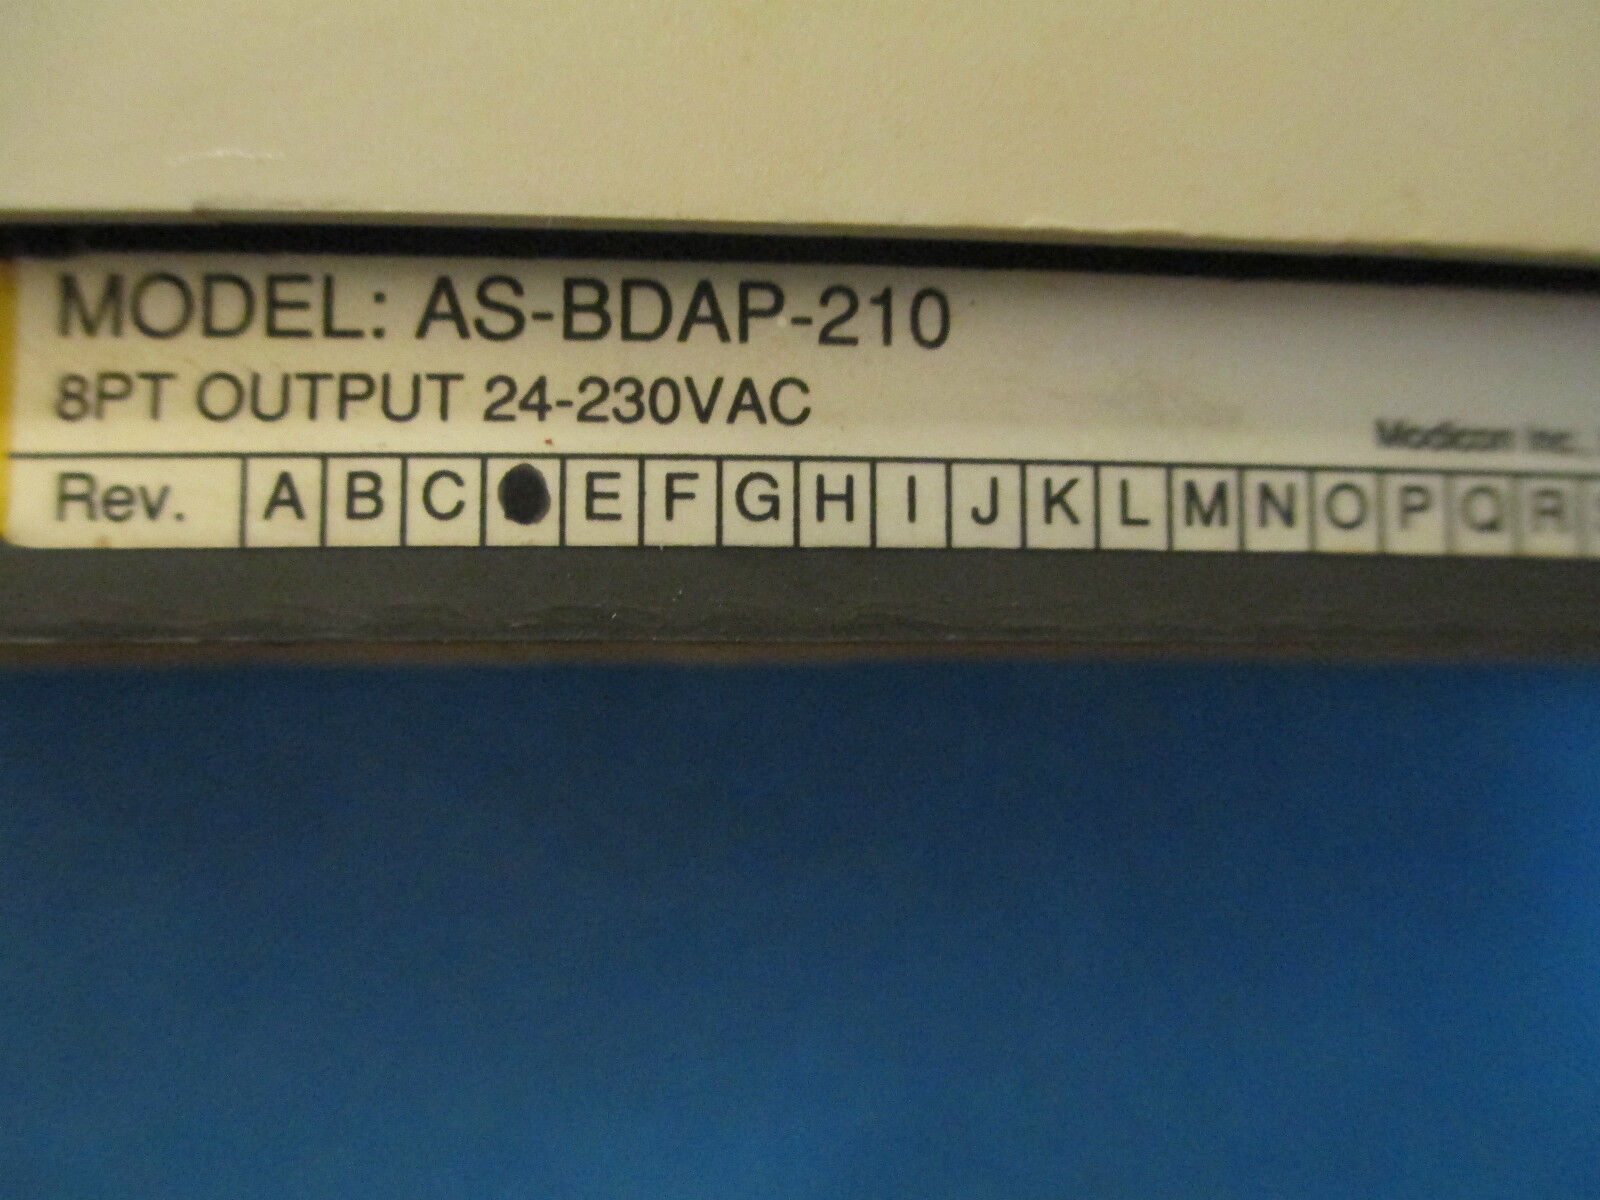 MODEL: AS-BDAP-210
8PT OUTPUT 24-230VAC
Modicon Inc.
Rev. A B C E F G H I J K L M N O P Q R